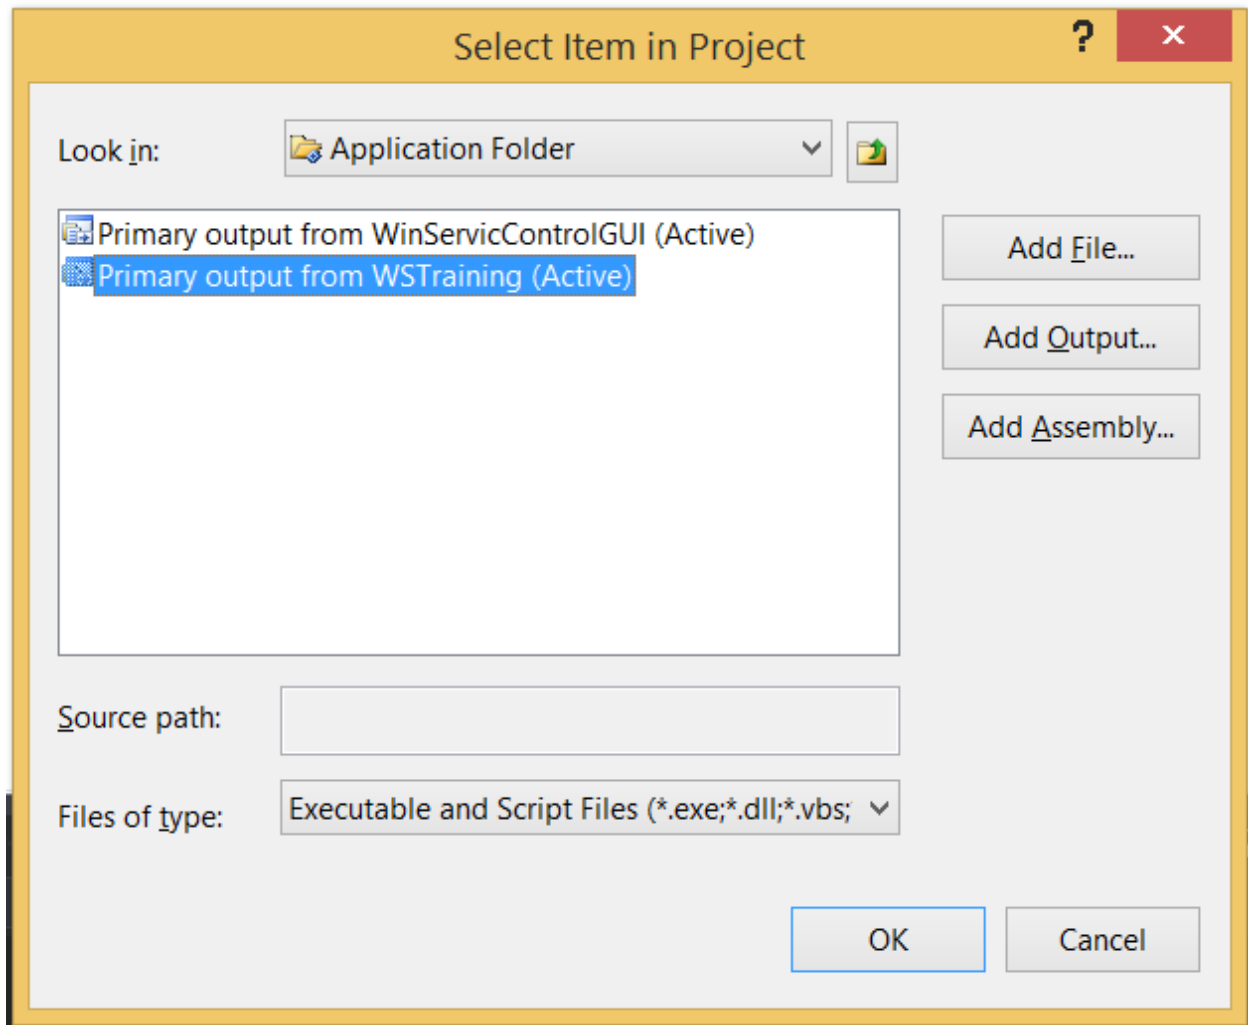 Select Item in Project
?
Look in:
Application Folder
Primary output from WinServicControlGUI (Active)
Primary output from WSTraining (Active)
Add File...
Add Output...
Add Assembly...
Source path:
Files of type:
Executable and Script Files (*.exe;*.dll;*.vbs;
OK
Cancel